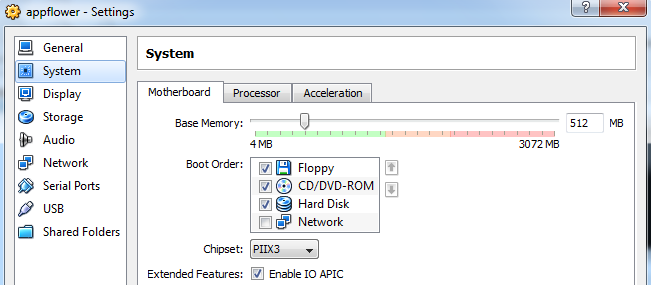 appflower - Settings
?
General
System
Display
Storage
Audio
Network
Serial Ports
USB
Shared Folders
System
Motherboard Processor Acceleration
Base Memory: 512 MB
4 MB 3072 MB
Boot Order: Floppy
CD/DVD-ROM
Hard Disk
Network
Chipset: PIIX3
Extended Features: Enable IO APIC